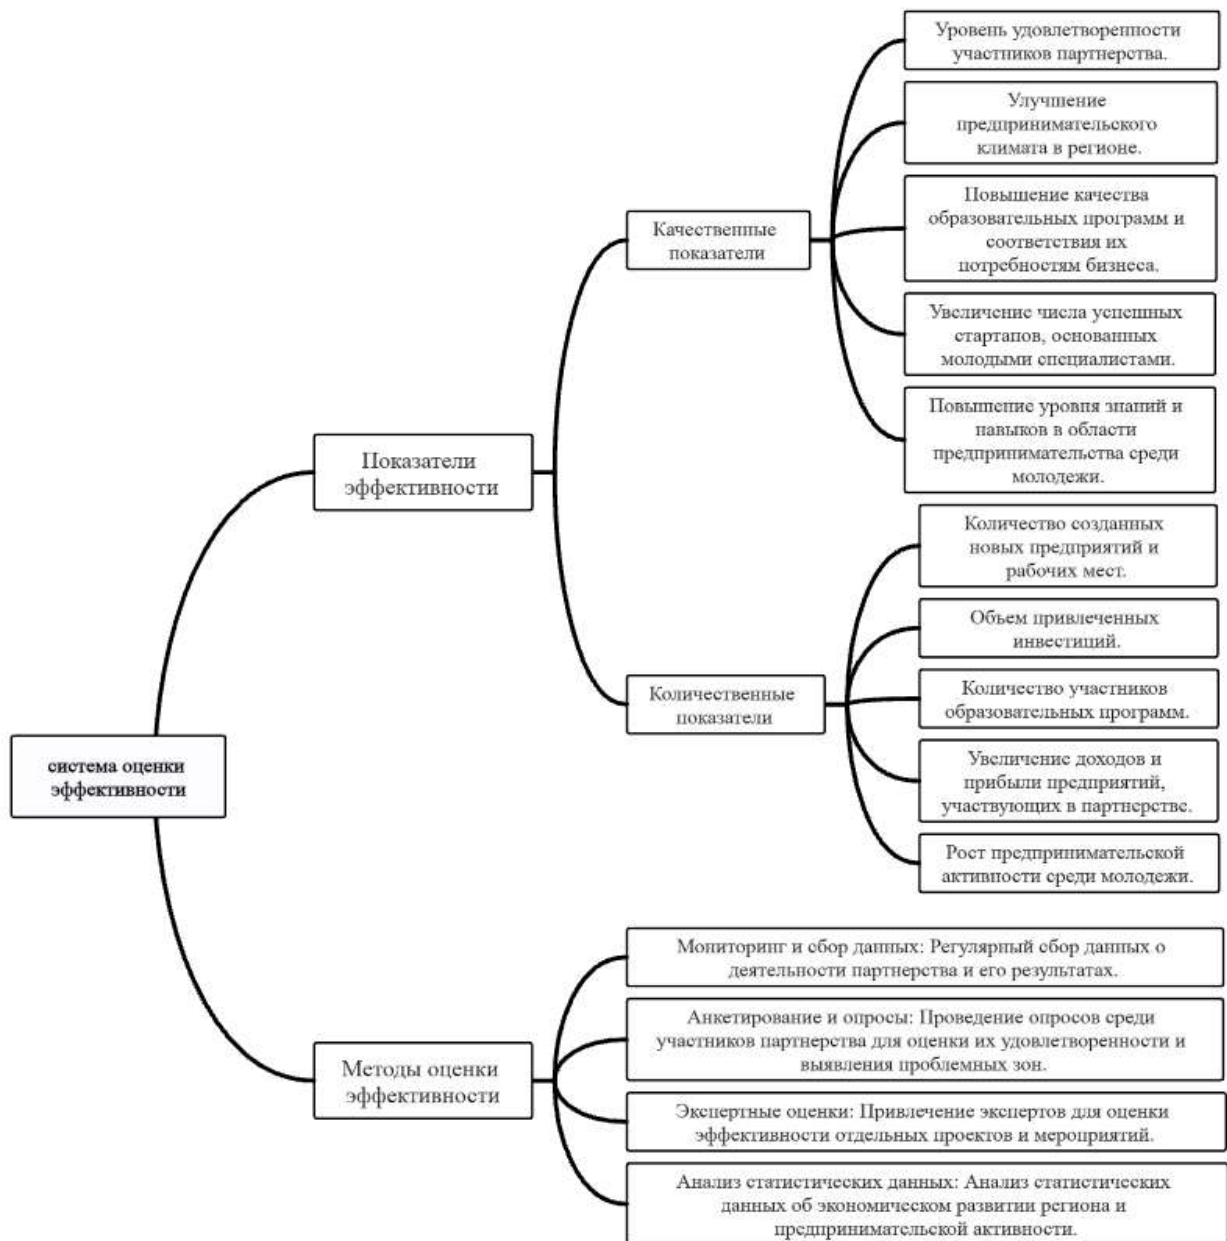 Уровень удовлетворенности
участников партнерства.
Улучшение
предпринимательского
климата в регионе.
Повышение качества
образовательных программ и
соответствия их
потребностям бизнеса.
Качественные
показатели
Увеличение числа успешных
стартапов, основанных
молодыми специалистами.
Повышение уровня знаний и
навыков в области
предпринимательства среди
молодежи.
Показатели
эффективности
Количество созданных
новых предприятий и
рабочих мест.
Объем привлеченных
инвестиций.
Количественные
показатели
Количество участников
образовательных программ.
Увеличение доходов и
прибыли предприятий,
участвующих в партнерстве.
Рост предпринимательской
активности среди молодежи.
система оценки
эффективности
Мониторинг и сбор данных: Регулярный сбор данных о
деятельности партнерства и его результатах.
Анкетирование и опросы: Проведение опросов среди
участников партнерства для оценки их удовлетворенности и
выявления проблемных зон.
Методы оценки
эффективности
Экспертные оценки: Привлечение экспертов для оценки
эффективности отдельных проектов и мероприятий.
Анализ статистических данных: Анализ статистических
данных об экономическом развитии региона и
предпринимательской активности.